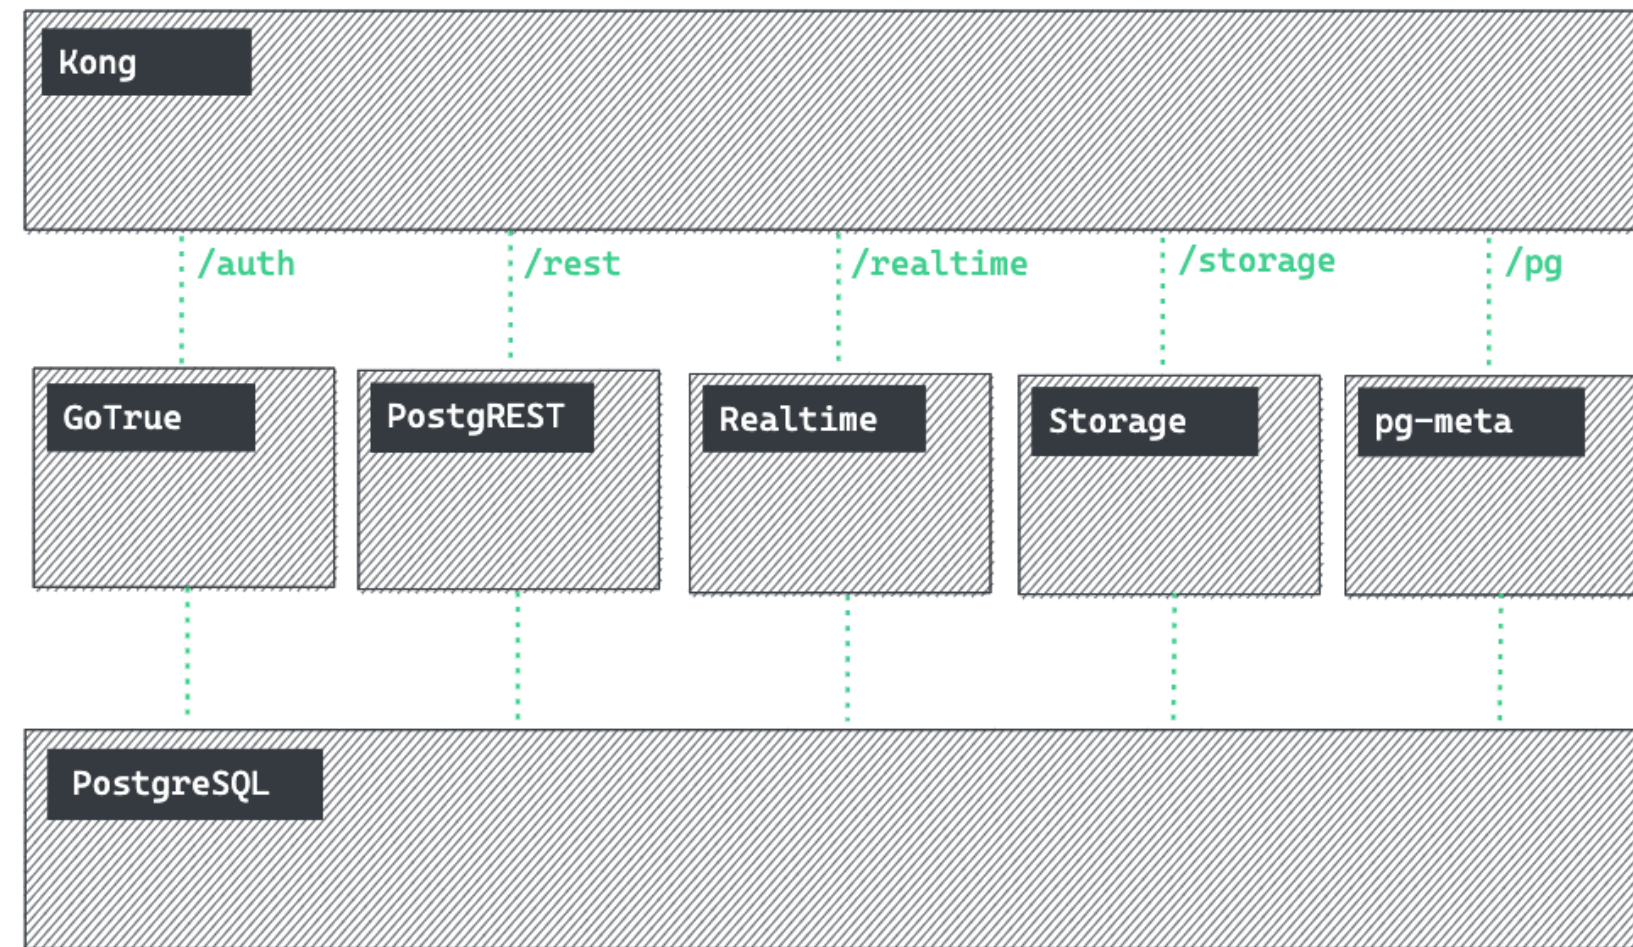 Kong
/auth
/rest
/realtime
/storage
/pg
GoTrue
PostgREST
Realtime
Storage
pg-meta
PostgreSQL